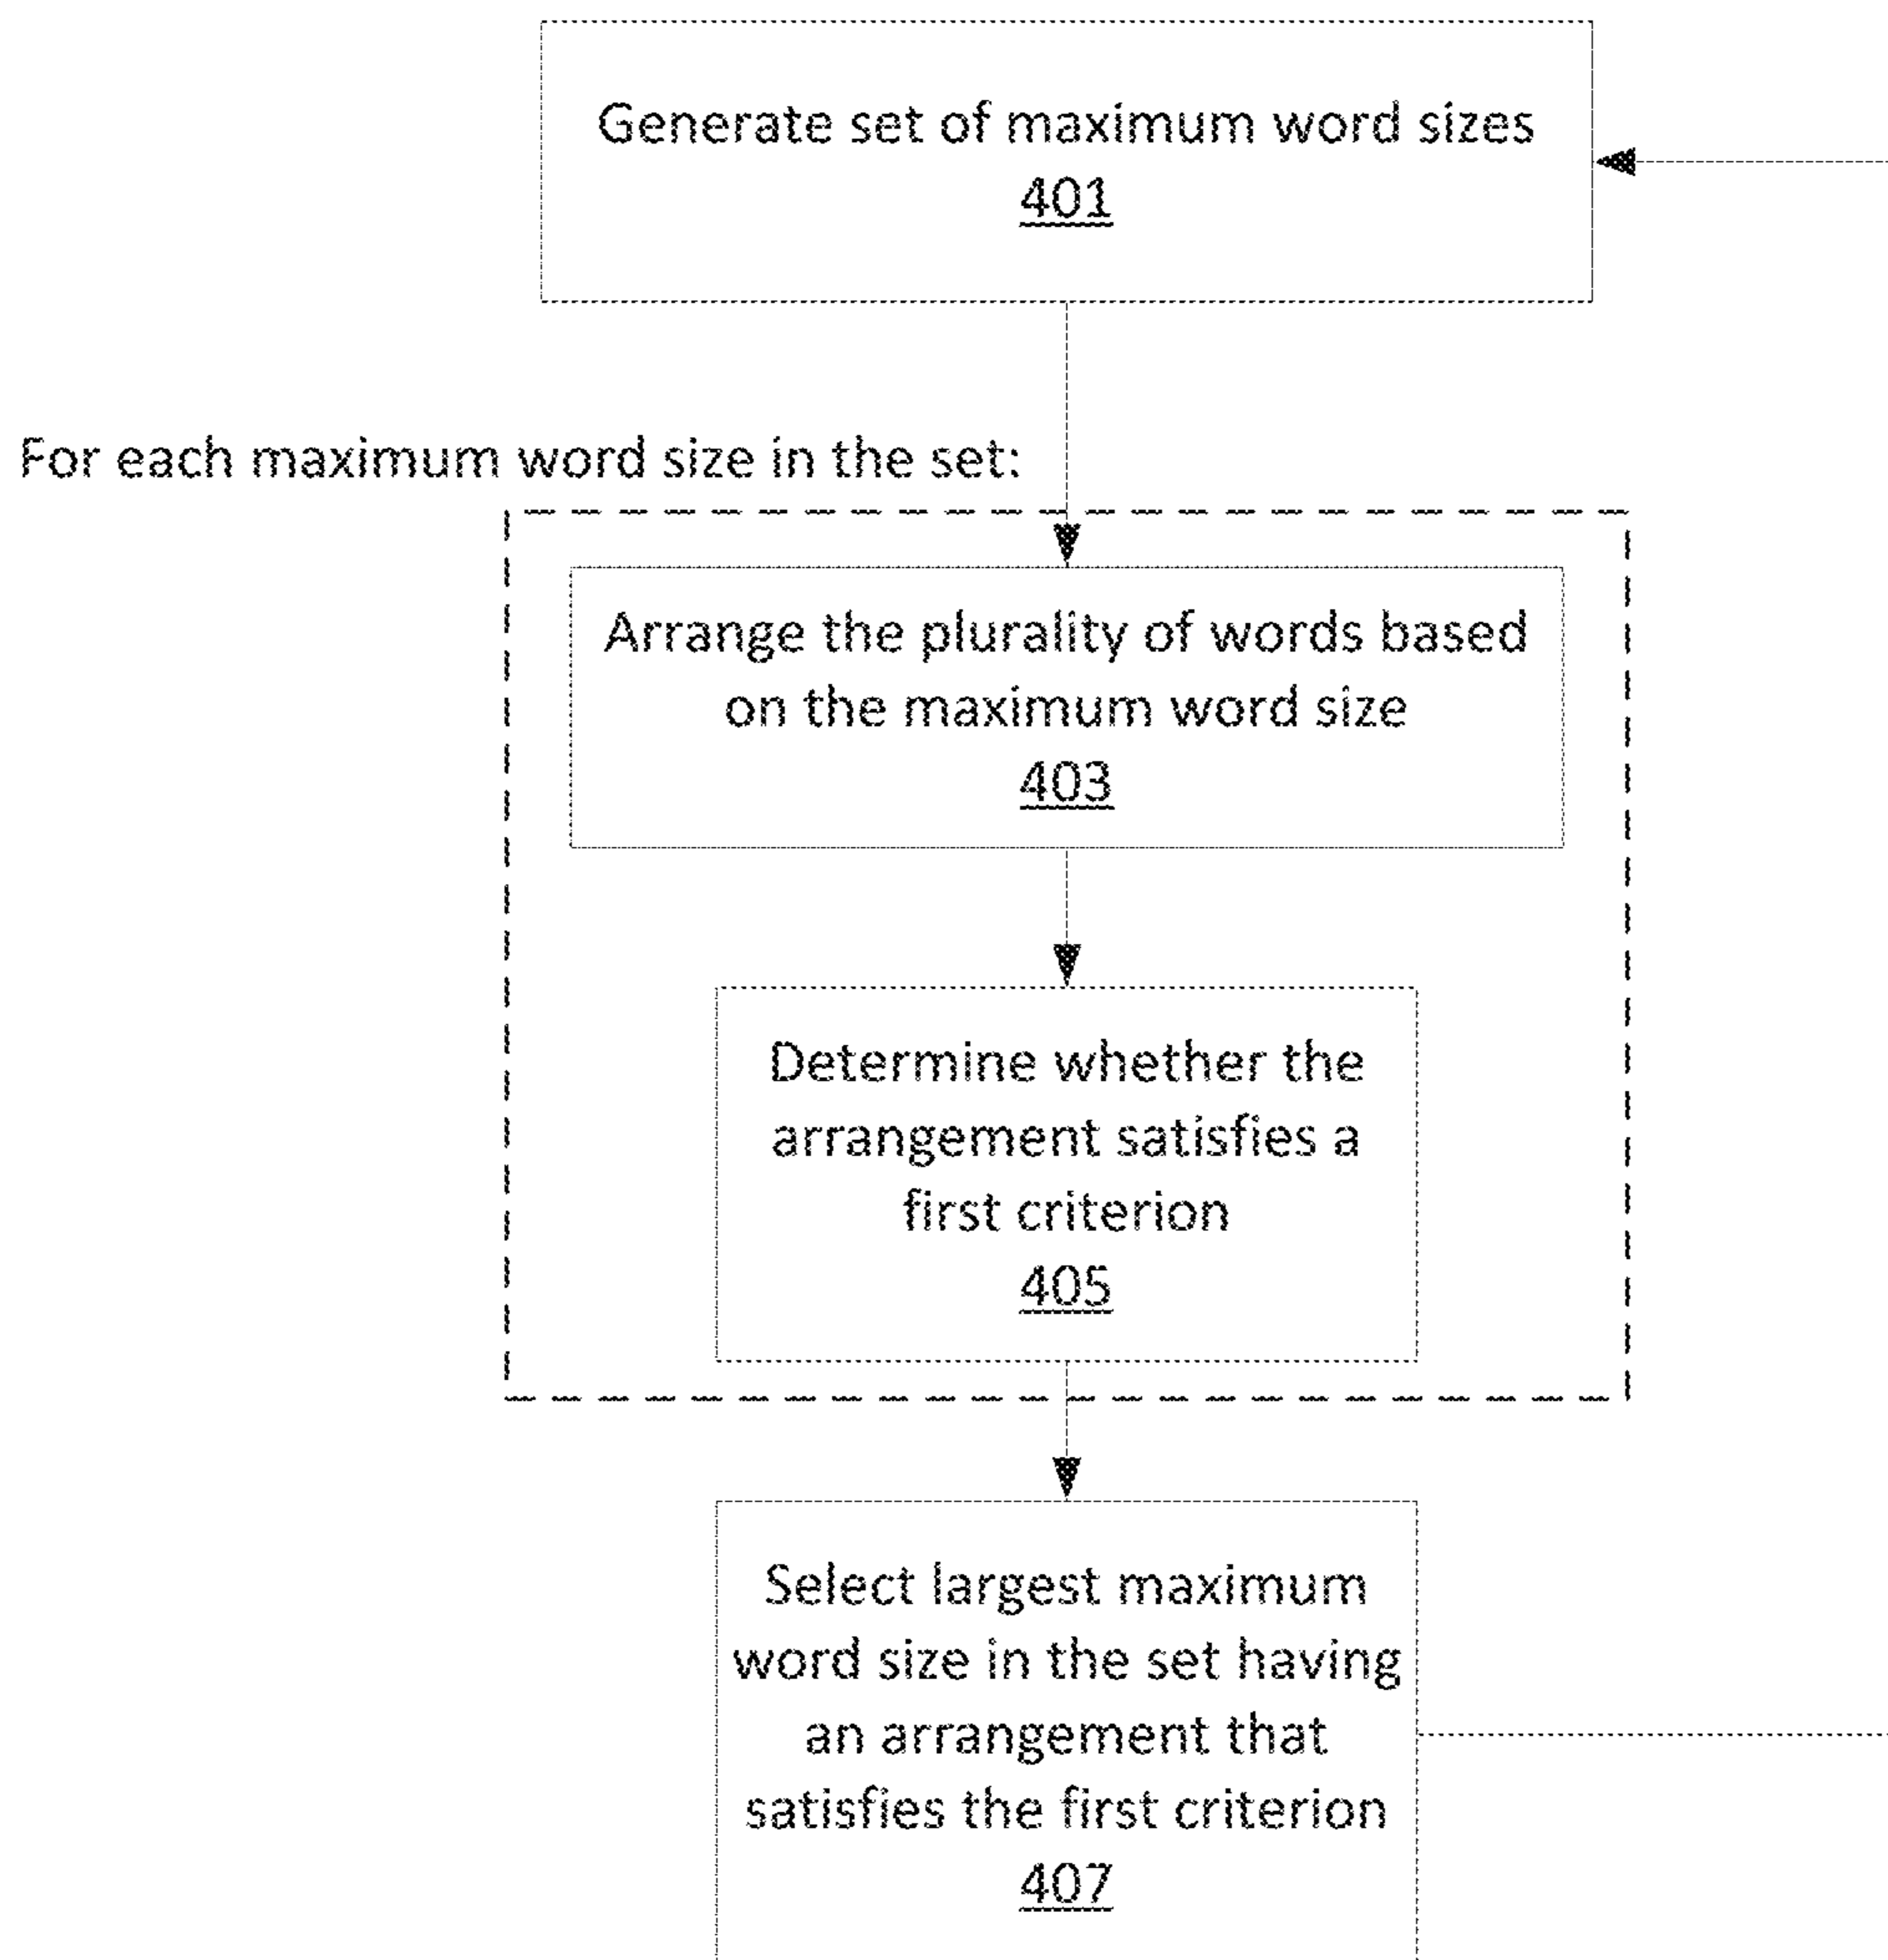 Generate set of maximum word sizes
401
For each maximum word size in the set:
Arrange the plurality of words based
on the maximum word size
403
Determine whether the
arrangement satisfies a
first criterion
405
Select largest maximum
word size in the set having
an arrangement that
satisfies the first criterion
407